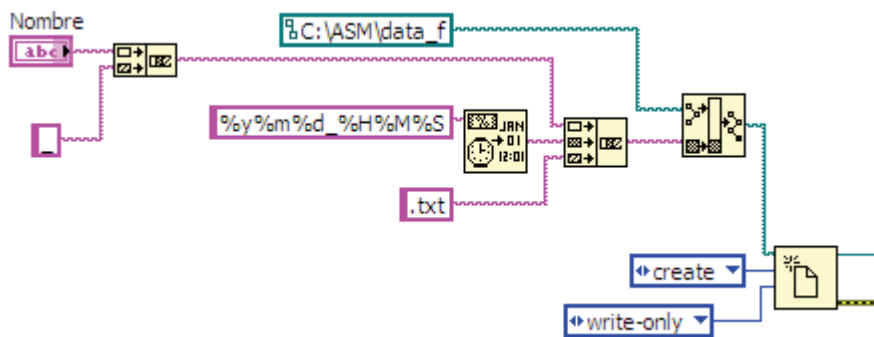 Nombre
abc
C:\ASM\data_f
_
%y%m%d_%H%M%S
JAN
01
12:01
.txt
create
write-only